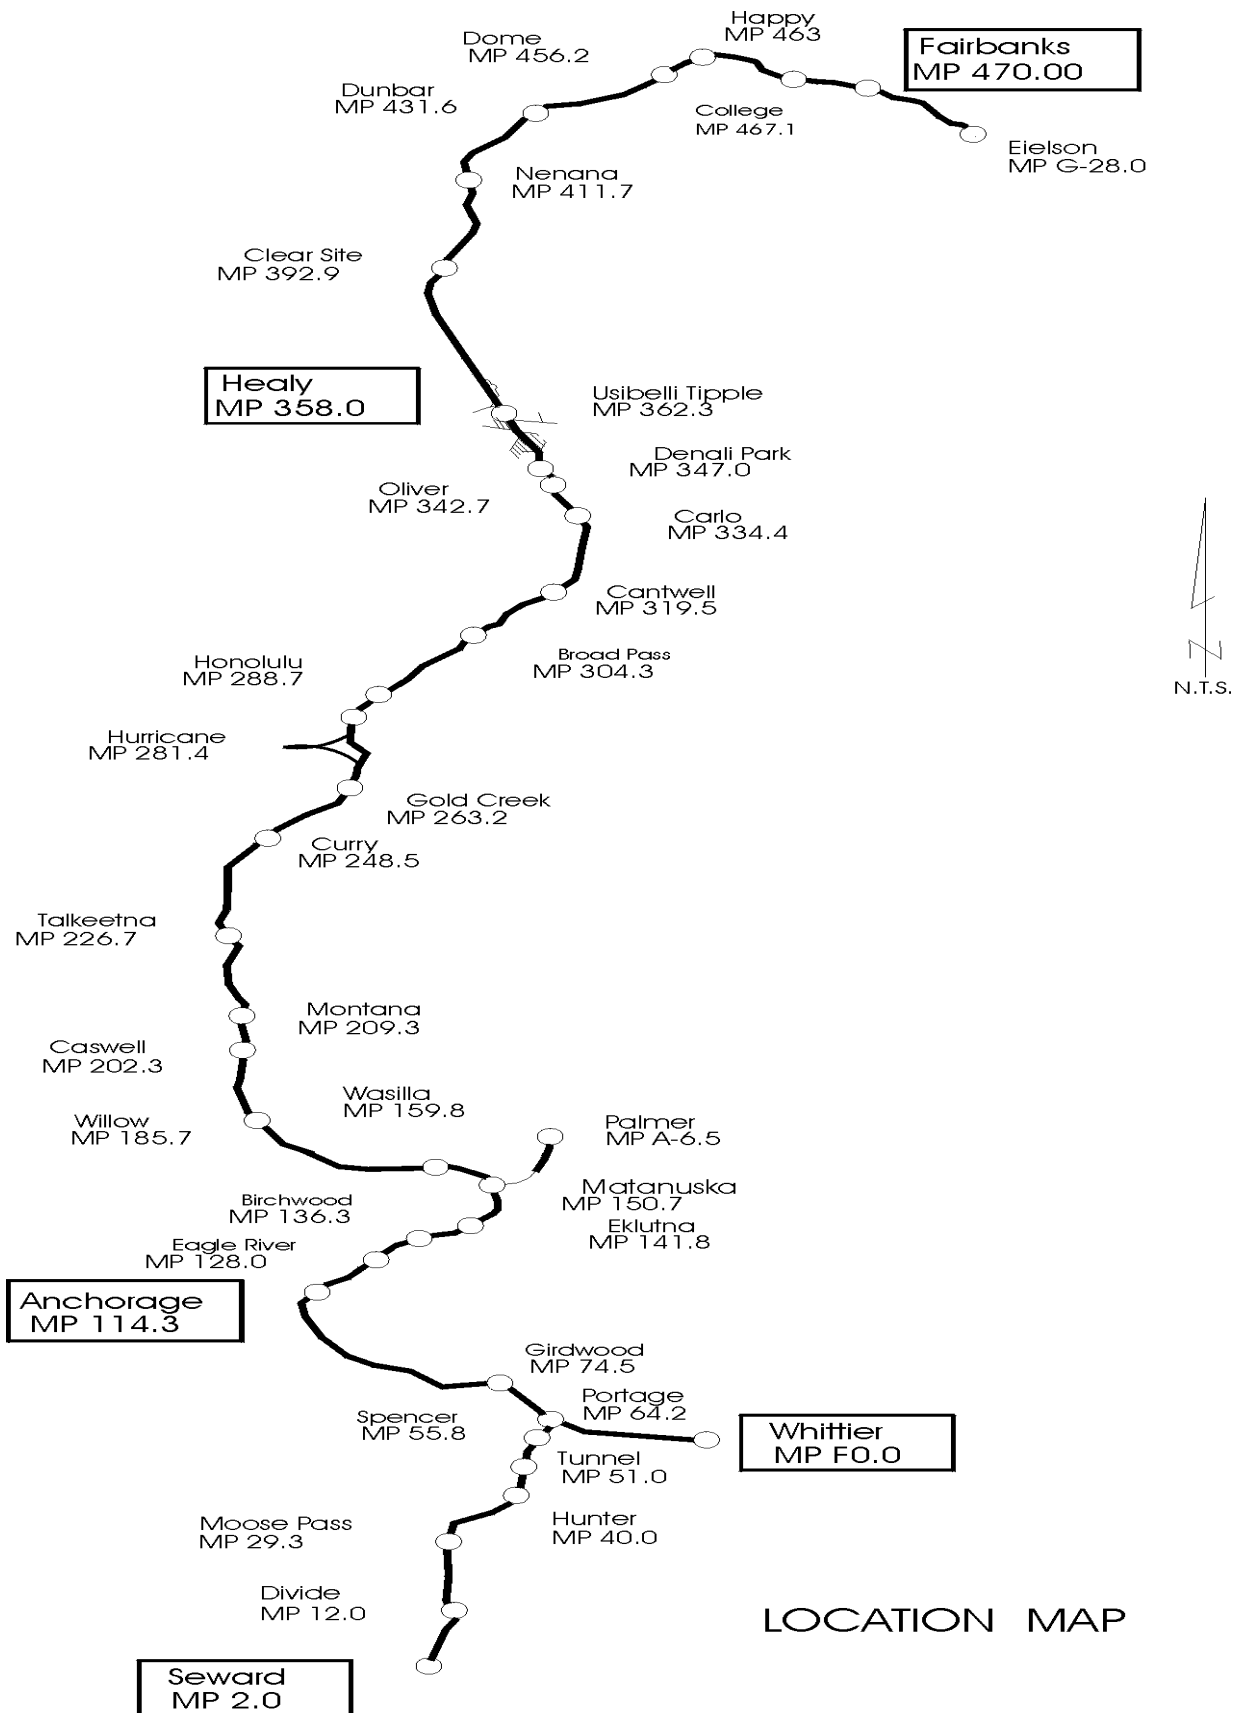 Happy
MP 463
Dome
MP 456.2
Fairbanks
MP 470.00
Dunbar
MP 431.6
College
MP 467.1
Eielson
MP G-28.0
Nenana
MP 411.7
Clear Site
MP 392.9
Healy
MP 358.0
Usibelli Tipple
MP 362.3
Denali Park
MP 347.0
Oliver
MP 342.7
Carlo
MP 334.4
Cantwell
MP 319.5
Broad Pass
MP 304.3
N
N.T.S.
Honolulu
MP 288.7
Hurricane
MP 281.4
Gold Creek
MP 263.2
Curry
MP 248.5
Talkeetna
MP 226.7
Montana
MP 209.3
Caswell
MP 202.3
Wasilla
MP 159.8
Willow
MP 185.7
Palmer
MP A-6.5
Matanuska
MP 150.7
Birchwood
MP 136.3
Eklutna
MP 141.8
Eagle River
MP 128.0
Anchorage
MP 114.3
Girdwood
MP 74.5
Portage
MP 64.2
Spencer
MP 55.8
Whittier
MP F0.0
Tunnel
MP 51.0
Hunter
MP 40.0
Moose Pass
MP 29.3
Divide
MP 12.0
LOCATION MAP
Seward
MP 2.0